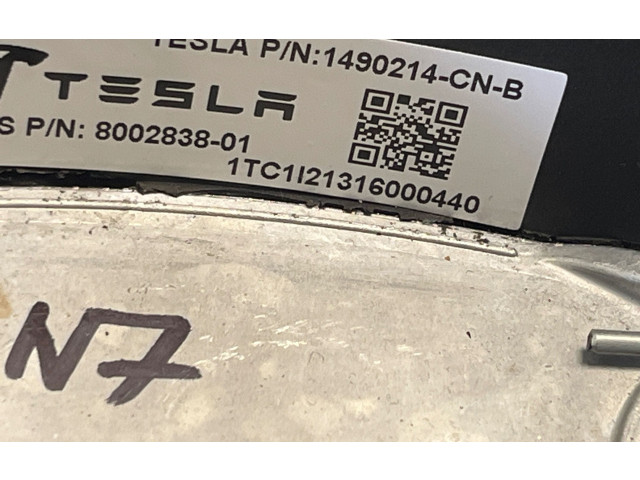 TESLA P/N:1490214-CN-B
TESLA
S P/N: 8002838-01
1TC1I21316000440
N7